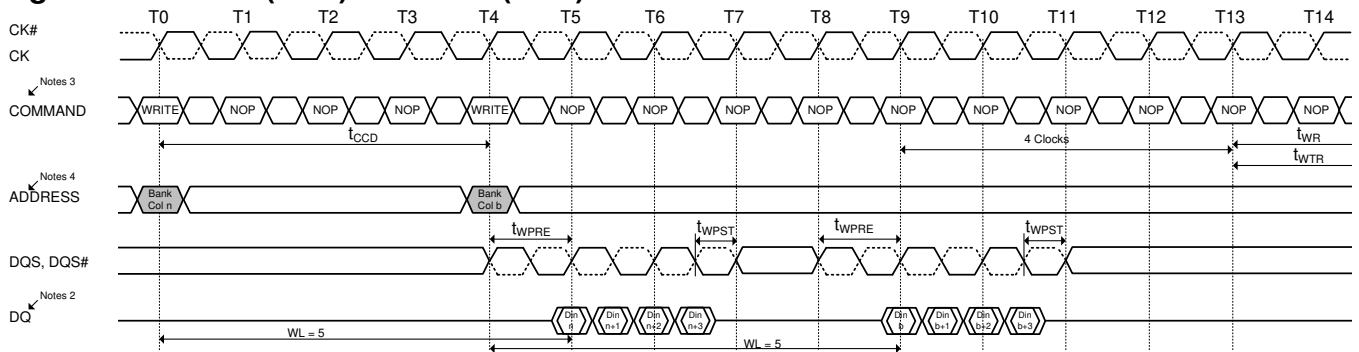 T0 T1 T2 T3 T4 T5 T6 T7 T8 T9 T10 T11 T12 T13 T14
CK#
CK
Notes 3
COMMAND WRITE NOP NOP NOP WRITE NOP NOP NOP NOP NOP NOP NOP NOP NOP NOP
tCCD 4 Clocks tWR
tWTR
Notes 4
ADDRESS Bank Col n Bank Col b
tWPRE tWPST tWPRE tWPST
DQS, DQS#
Notes 2
DQ Din n Din n+1 Din n+2 Din n+3 Din b Din b+1 Din b+2 Din b+3
WL = 5 WL = 5